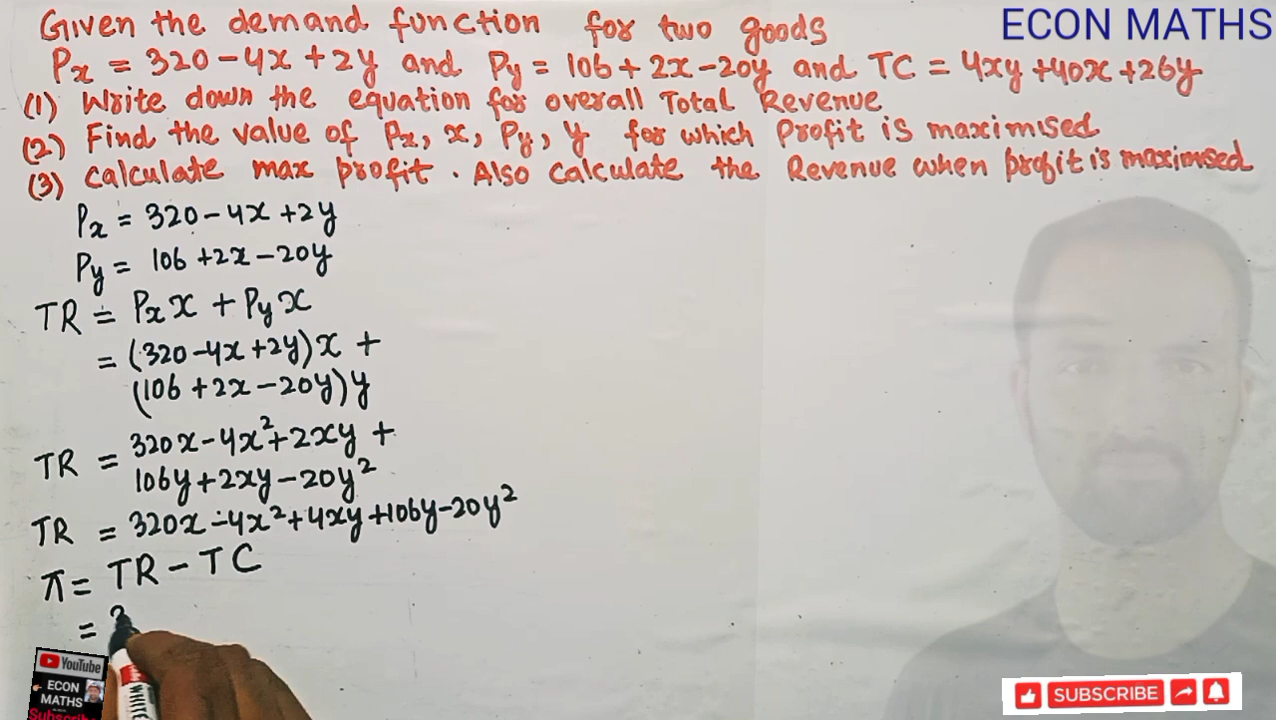 Given the demand function for two goods
ECON MATHS
Px = 320-4x+2y and Py = 106+2x-20y and TC = 4xy+40x+26y
(1) Write down the equation for overall Total Revenue
(2) Find the value of Px, x, Py, y for which Profit is maximised
(3) Calculate max profit. Also Calculate the Revenue when profit is maximised
Px = 320-4x+2y
Py = 106+2x-20y
TR = Px x + Py x
= (320-4x+2y)x +
(106+2x-20y)y
TR = 320x-4x²+2xy +
106y+2xy-20y²
TR = 320x-4x²+4xy+106y-20y²
π = TR - TC
=
YouTube
ECON
MATHS
Subscribe
WHITE
SUBSCRIBE